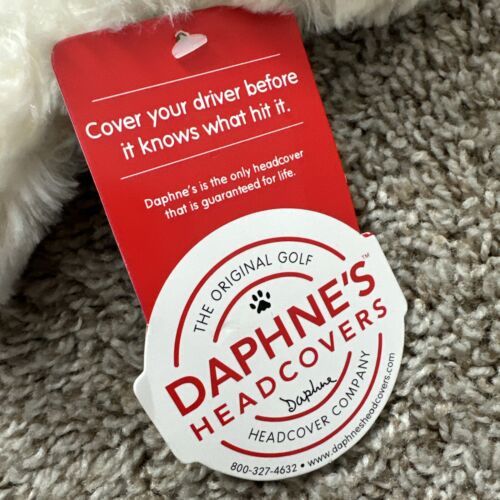 Cover your driver before
it knows what hit it.
Daphne's is the only headcover
that is guaranteed for life.
THE ORIGINAL GOLF
DAPHNE'S™
HEADCOVERS
Daphne
HEADCOVER COMPANY
800-327-4632 • www.daphnesheadcovers.com